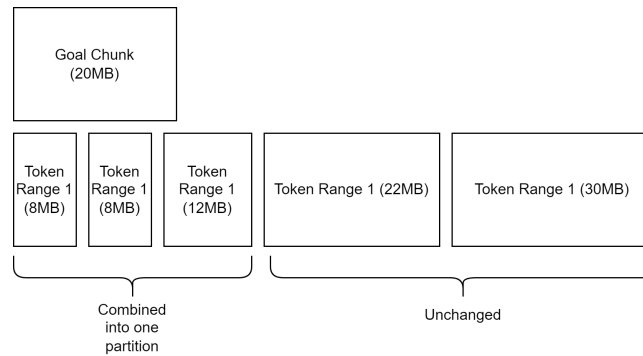 Goal Chunk
(20MB)
Token
Range 1
(8MB)
Token
Range 1
(8MB)
Token
Range 1
(12MB)
Token Range 1 (22MB)
Token Range 1 (30MB)
Combined
into one
partition
Unchanged